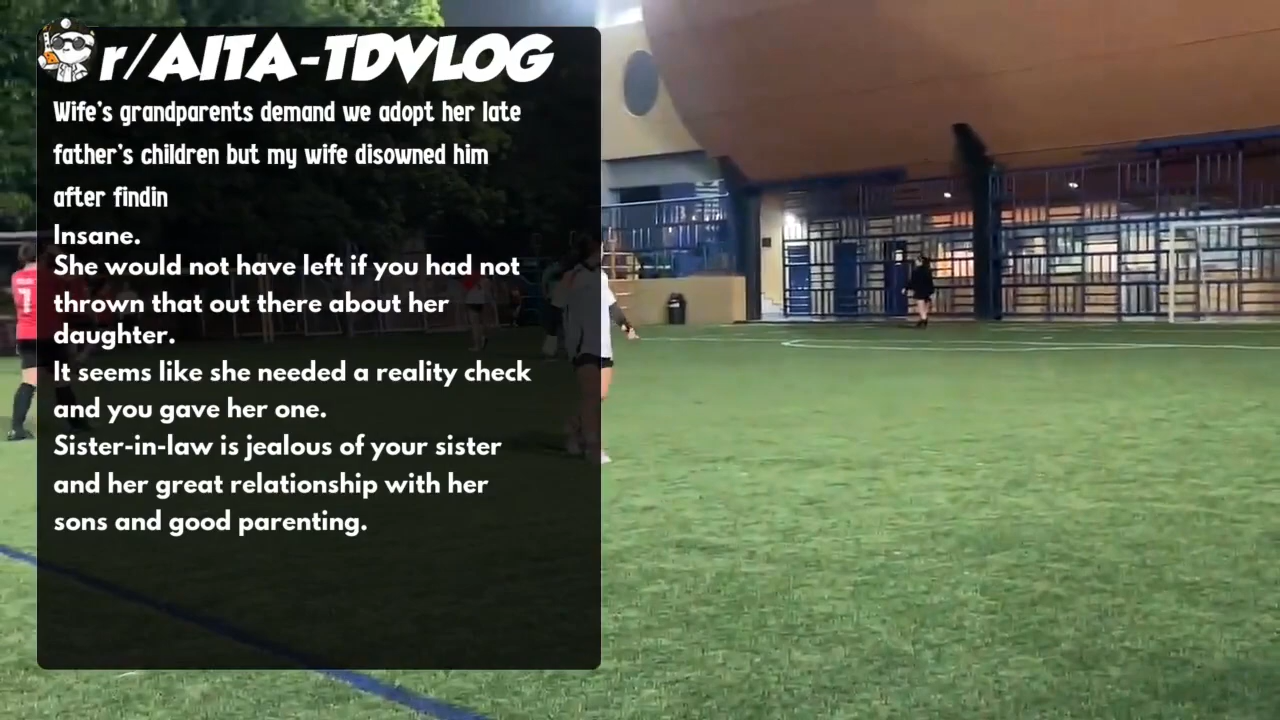 r/AITA-TDVLOG
Wife's grandparents demand we adopt her late
father's children but my wife disowned him
after findin
Insane.
She would not have left if you had not
thrown that out there about her
daughter.
It seems like she needed a reality check
and you gave her one.
Sister-in-law is jealous of your sister
and her great relationship with her
sons and good parenting.
1